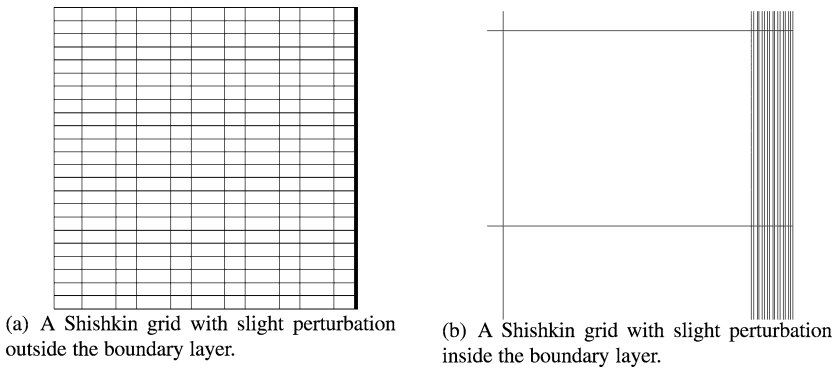 (a) A Shishkin grid with slight perturbation
outside the boundary layer.
(b) A Shishkin grid with slight perturbation
inside the boundary layer.